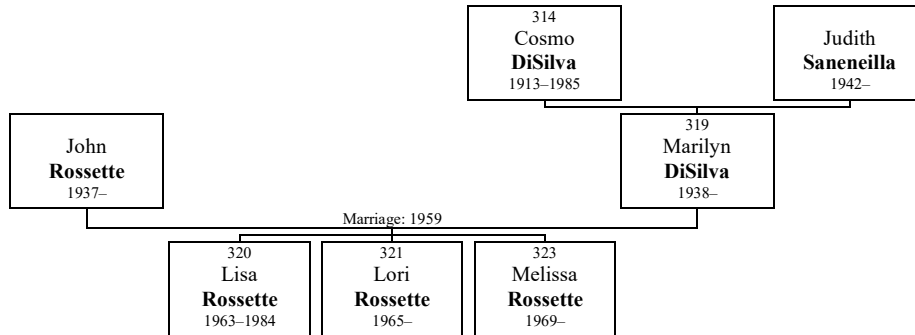 314
Cosmo
DiSilva
1913–1985
Judith
Saneneilla
1942–
John
Rossette
1937–
319
Marilyn
DiSilva
1938–
Marriage: 1959
320
Lisa
Rossette
1963–1984
321
Lori
Rossette
1965–
323
Melissa
Rossette
1969–